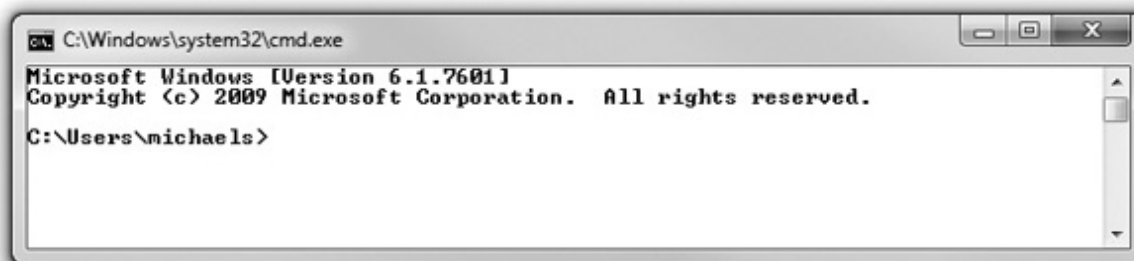 C:\Windows\system32\cmd.exe
Microsoft Windows [Version 6.1.7601]
Copyright (c) 2009 Microsoft Corporation.  All rights reserved.
C:\Users\michaels>